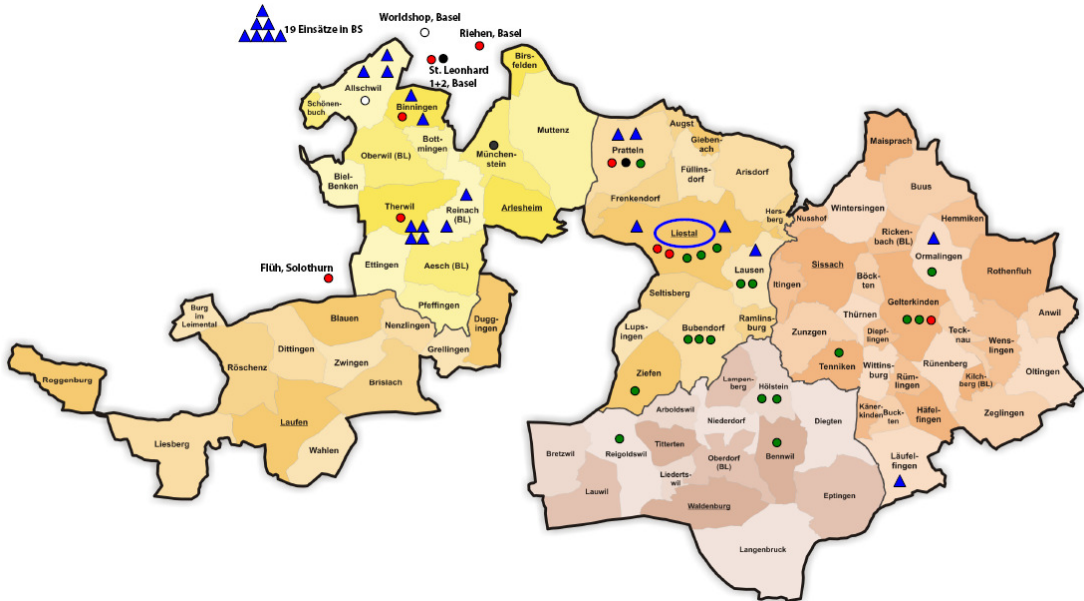 19 Einsätze in BS
Worldshop, Basel
Riehen, Basel
St. Leonhard
1+2, Basel
Birs-
felden
Allschwil
Schönen-
buch
Binningen
Bott-
mingen
Oberwil (BL)
München-
stein
Muttenz
Biel-
Benken
Therwil
Reinach
(BL)
Arlesheim
Ettingen
Aesch (BL)
Pfeffingen
Flüh, Solothurn
Augst
Giebe-
nach
Pratteln
Füllins-
dorf
Arisdorf
Frenkendorf
Hers-
berg
Liestal
Lausen
Seltisberg
Lups-
ingen
Bubendorf
Ramlins-
burg
Ziefen
Maisprach
Buus
Wintersingen
Nusshof
Hemmiken
Ricken-
bach (BL)
Ormalingen
Rothenfluh
Sissach
Itingen
Böck-
ten
Gelterkinden
Thürnen
Zunzgen
Diepf-
lingen
Teck-
nau
Wens-
lingen
Anwil
Oltingen
Tenniken
Wittins-
burg
Rünenberg
Rüm-
lingen
Kilch-
berg (BL)
Zeglingen
Käner-
kinden
Buck-
ten
Häfel-
fingen
Läufel-
fingen
Burg
im
Leimental
Blauen
Nenzlingen
Dugg-
ingen
Dittingen
Grellingen
Zwingen
Röschenz
Brislach
Roggenburg
Laufen
Liesberg
Wahlen
Lampen-
berg
Hölstein
Arboldswil
Niederdorf
Diegten
Bretzwil
Reigoldswil
Titterten
Oberdorf
(BL)
Bennwil
Lauwil
Liederts-
wil
Waldenburg
Eptingen
Langenbruck